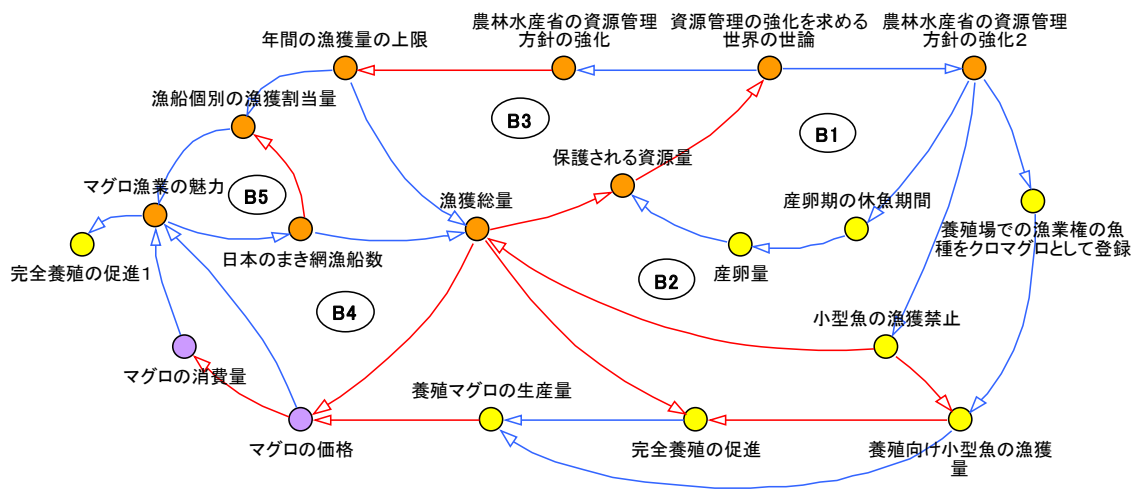 農林水産省の資源管理
方針の強化
資源管理の強化を求める
世界の世論
農林水産省の資源管理
方針の強化2
年間の漁獲量の上限
漁船個別の漁獲割当量
B3
B1
保護される資源量
マグロ漁業の魅力
B5
漁獲総量
産卵期の休魚期間
養殖場での漁業権の魚
種をクロマグロとして登録
完全養殖の促進1
日本のまき網漁船数
産卵量
B2
B4
小型魚の漁獲禁止
マグロの消費量
養殖マグロの生産量
マグロの価格
完全養殖の促進
養殖向け小型魚の漁獲
量